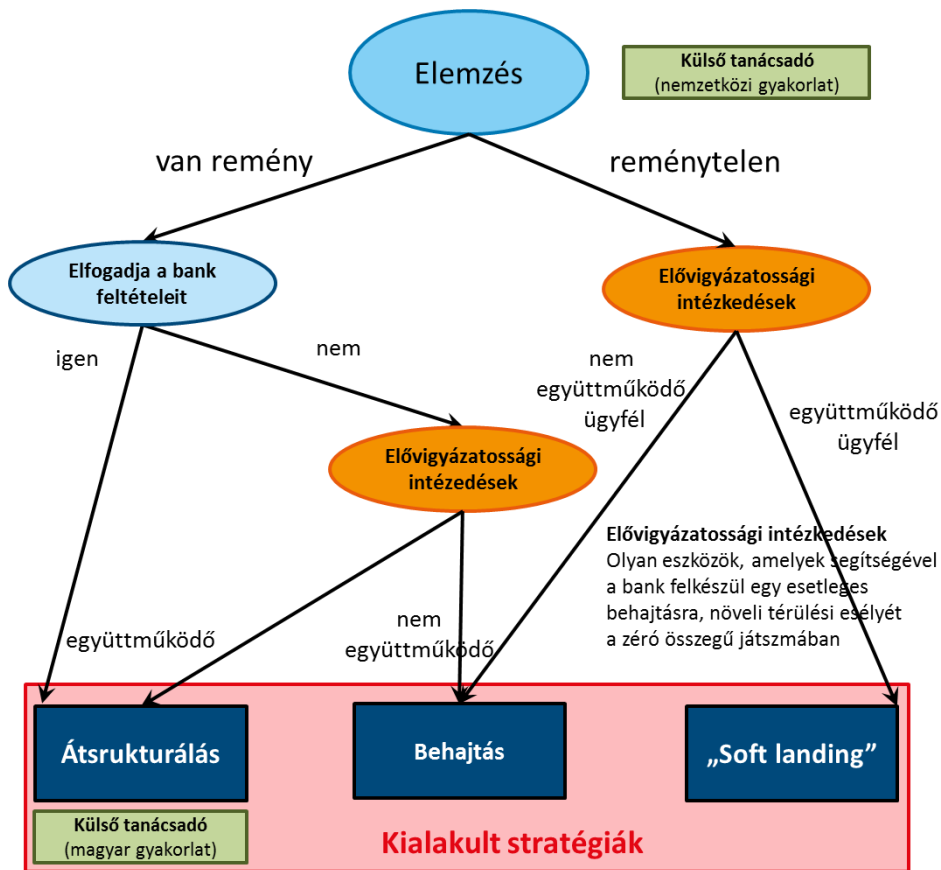 Elemzés
Külső tanácsadó
(nemzetközi gyakorlat)
van remény
reménytelen
Elfogadja a bank
feltételeit
Elővigyázatossági
intézkedések
igen
nem
nem
együttműködő
ügyfél
együttműködő
ügyfél
Elővigyázatossági
intézedések
Elővigyázatossági intézkedések
Olyan eszközök, amelyek segítségével
a bank felkészül egy esetleges
behajtásra, növeli térülési esélyét
a zéró összegű játszmában
együttműködő
nem
együttműködő
Átsrukturálás
Behajtás
„Soft landing”
Külső tanácsadó
(magyar gyakorlat)
Kialakult stratégiák